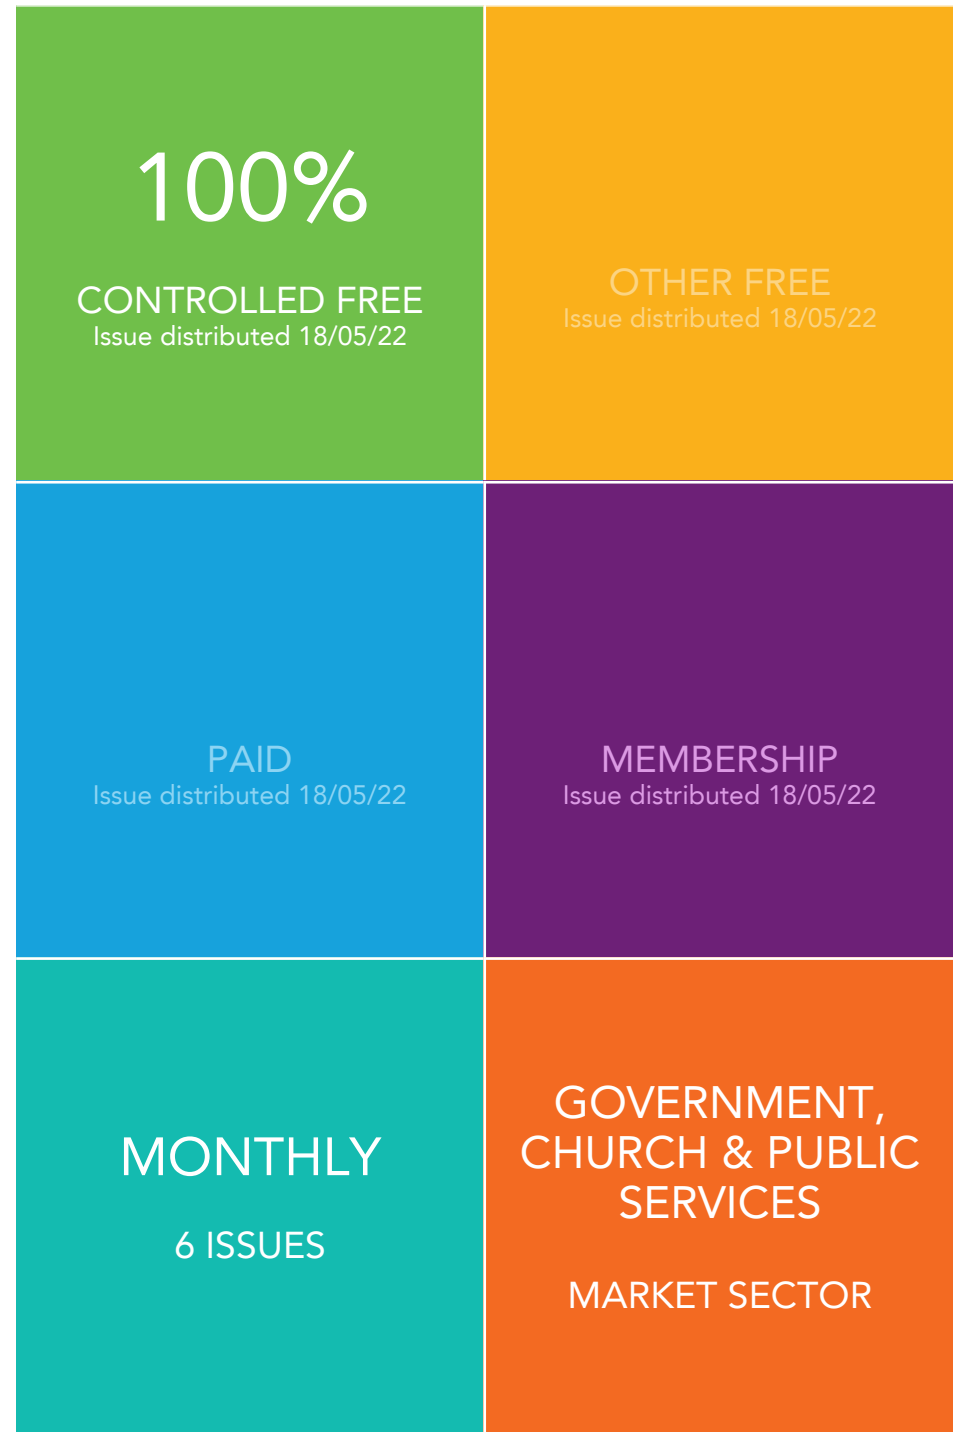 100%
CONTROLLED FREE
Issue distributed 18/05/22
OTHER FREE
Issue distributed 18/05/22
PAID
Issue distributed 18/05/22
MEMBERSHIP
Issue distributed 18/05/22
MONTHLY
6 ISSUES
GOVERNMENT,
CHURCH & PUBLIC
SERVICES
MARKET SECTOR